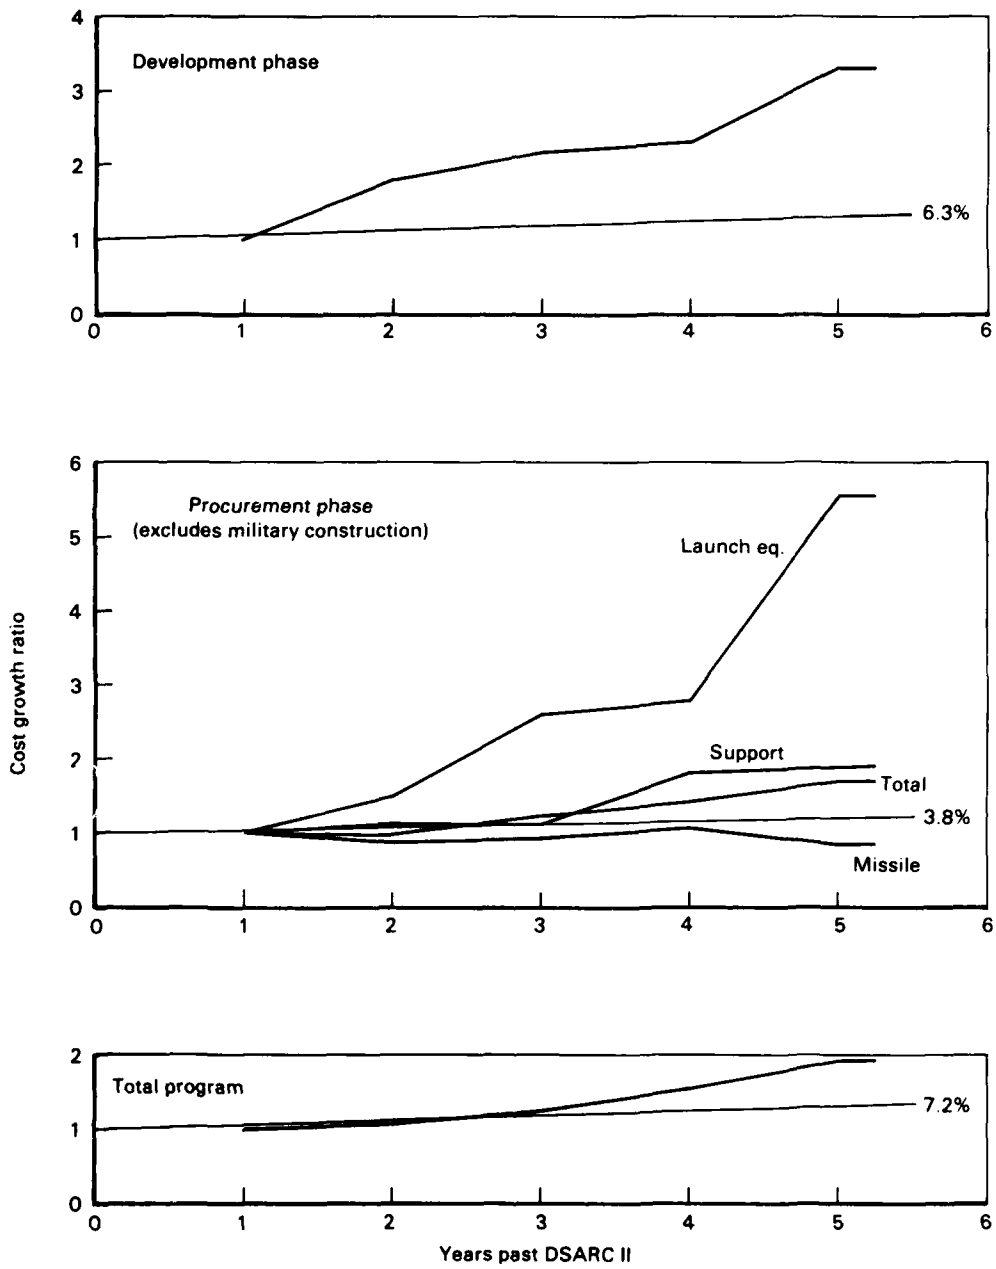 4
Development phase
3
2
6.3%
1
0
0 1 2 3 4 5 6
6
Procurement phase
(excludes military construction)
5
Launch eq.
4
Cost growth ratio
3
2
Support
Total
1
3.8%
Missile
0
0 1 2 3 4 5 6
2
Total program
7.2%
1
0
0 1 2 3 4 5 6
Years past DSARC II